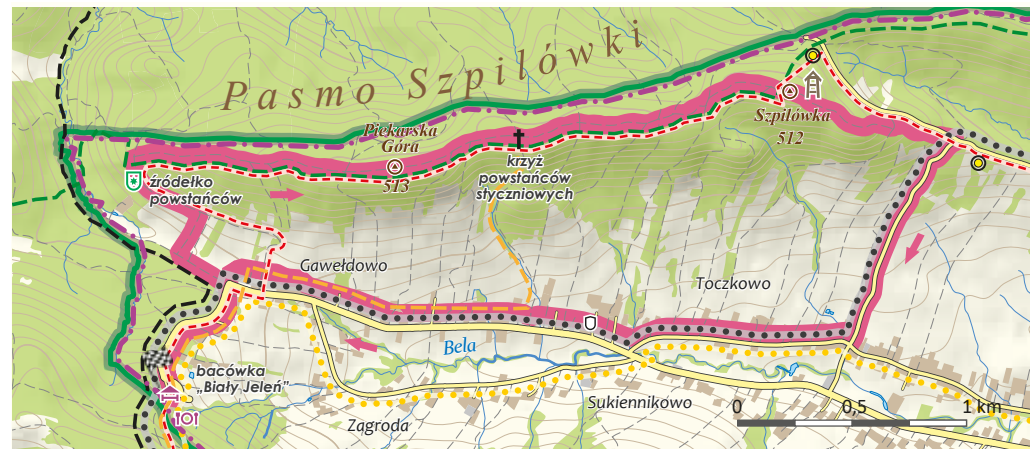 Pasmo Szpilówki
Piekarska
Góra
513
Szpilówka
512
krzyż
powstańców
styczniowych
źródełko
powstańców
Gawełdowo
Toczkowo
Bela
bacówka
„Biały Jeleń”
Sukiennikowo
Zagroda
0 0,5 1 km